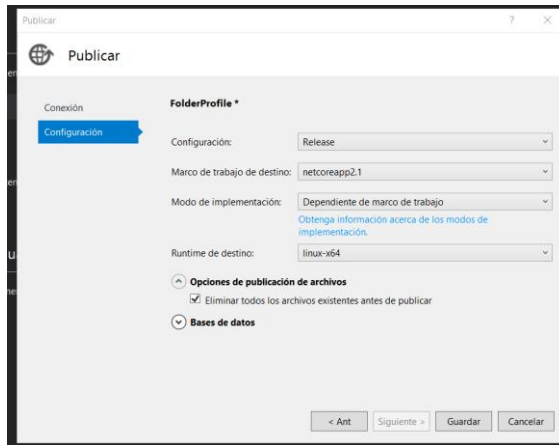 Publicar
? ×
Publicar
Conexión
Configuración
FolderProfile *
Configuración: Release
Marco de trabajo de destino: netcoreapp2.1
Modo de implementación: Dependiente de marco de trabajo
Obtenga información acerca de los modos de
implementación.
Runtime de destino: linux-x64
Opciones de publicación de archivos
Eliminar todos los archivos existentes antes de publicar
Bases de datos
< Ant Siguiente > Guardar Cancelar